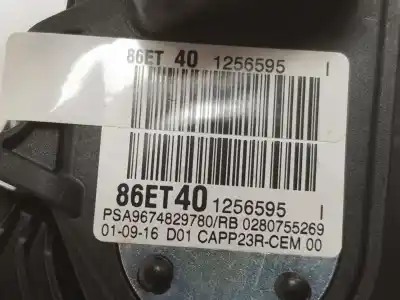 86ET 40 1256595 I
86ET40 1256595 I
PSA9674829780/RB 0280755269
01-09-16 D01 CAPP23R-CEM 00